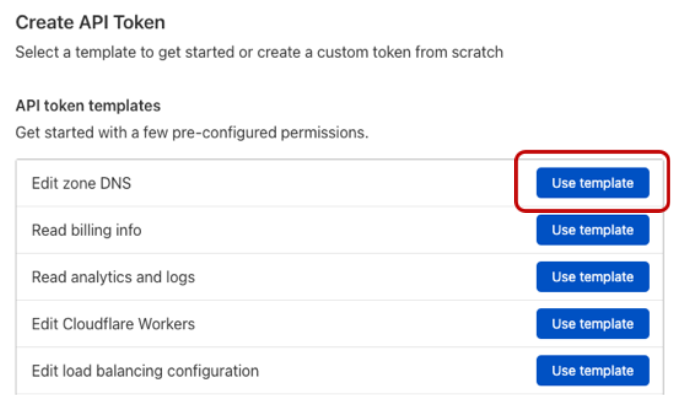 Create API Token
Select a template to get started or create a custom token from scratch
API token templates
Get started with a few pre-configured permissions.
Edit zone DNS Use template
Read billing info Use template
Read analytics and logs Use template
Edit Cloudflare Workers Use template
Edit load balancing configuration Use template